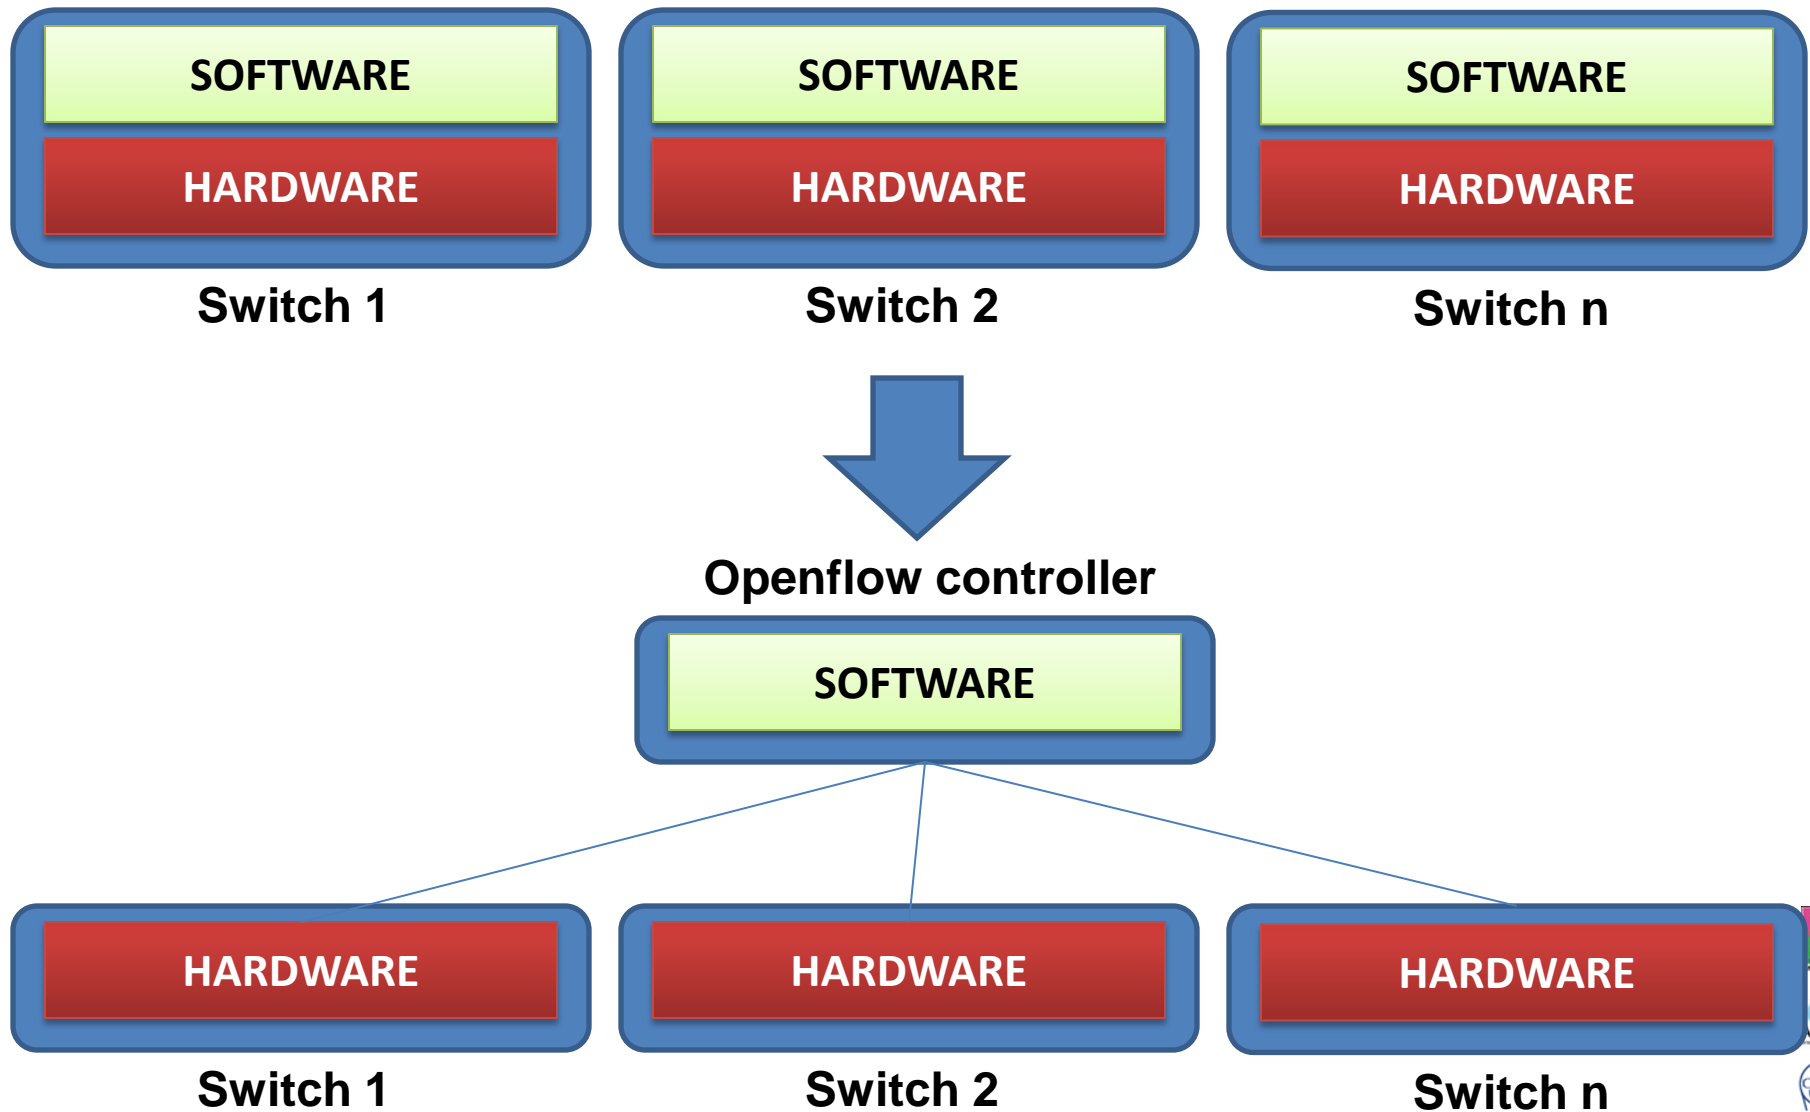 SOFTWARE SOFTWARE SOFTWARE
HARDWARE HARDWARE HARDWARE
Switch 1 Switch 2 Switch n
Openflow controller
SOFTWARE
HARDWARE HARDWARE HARDWARE
Switch 1 Switch 2 Switch n